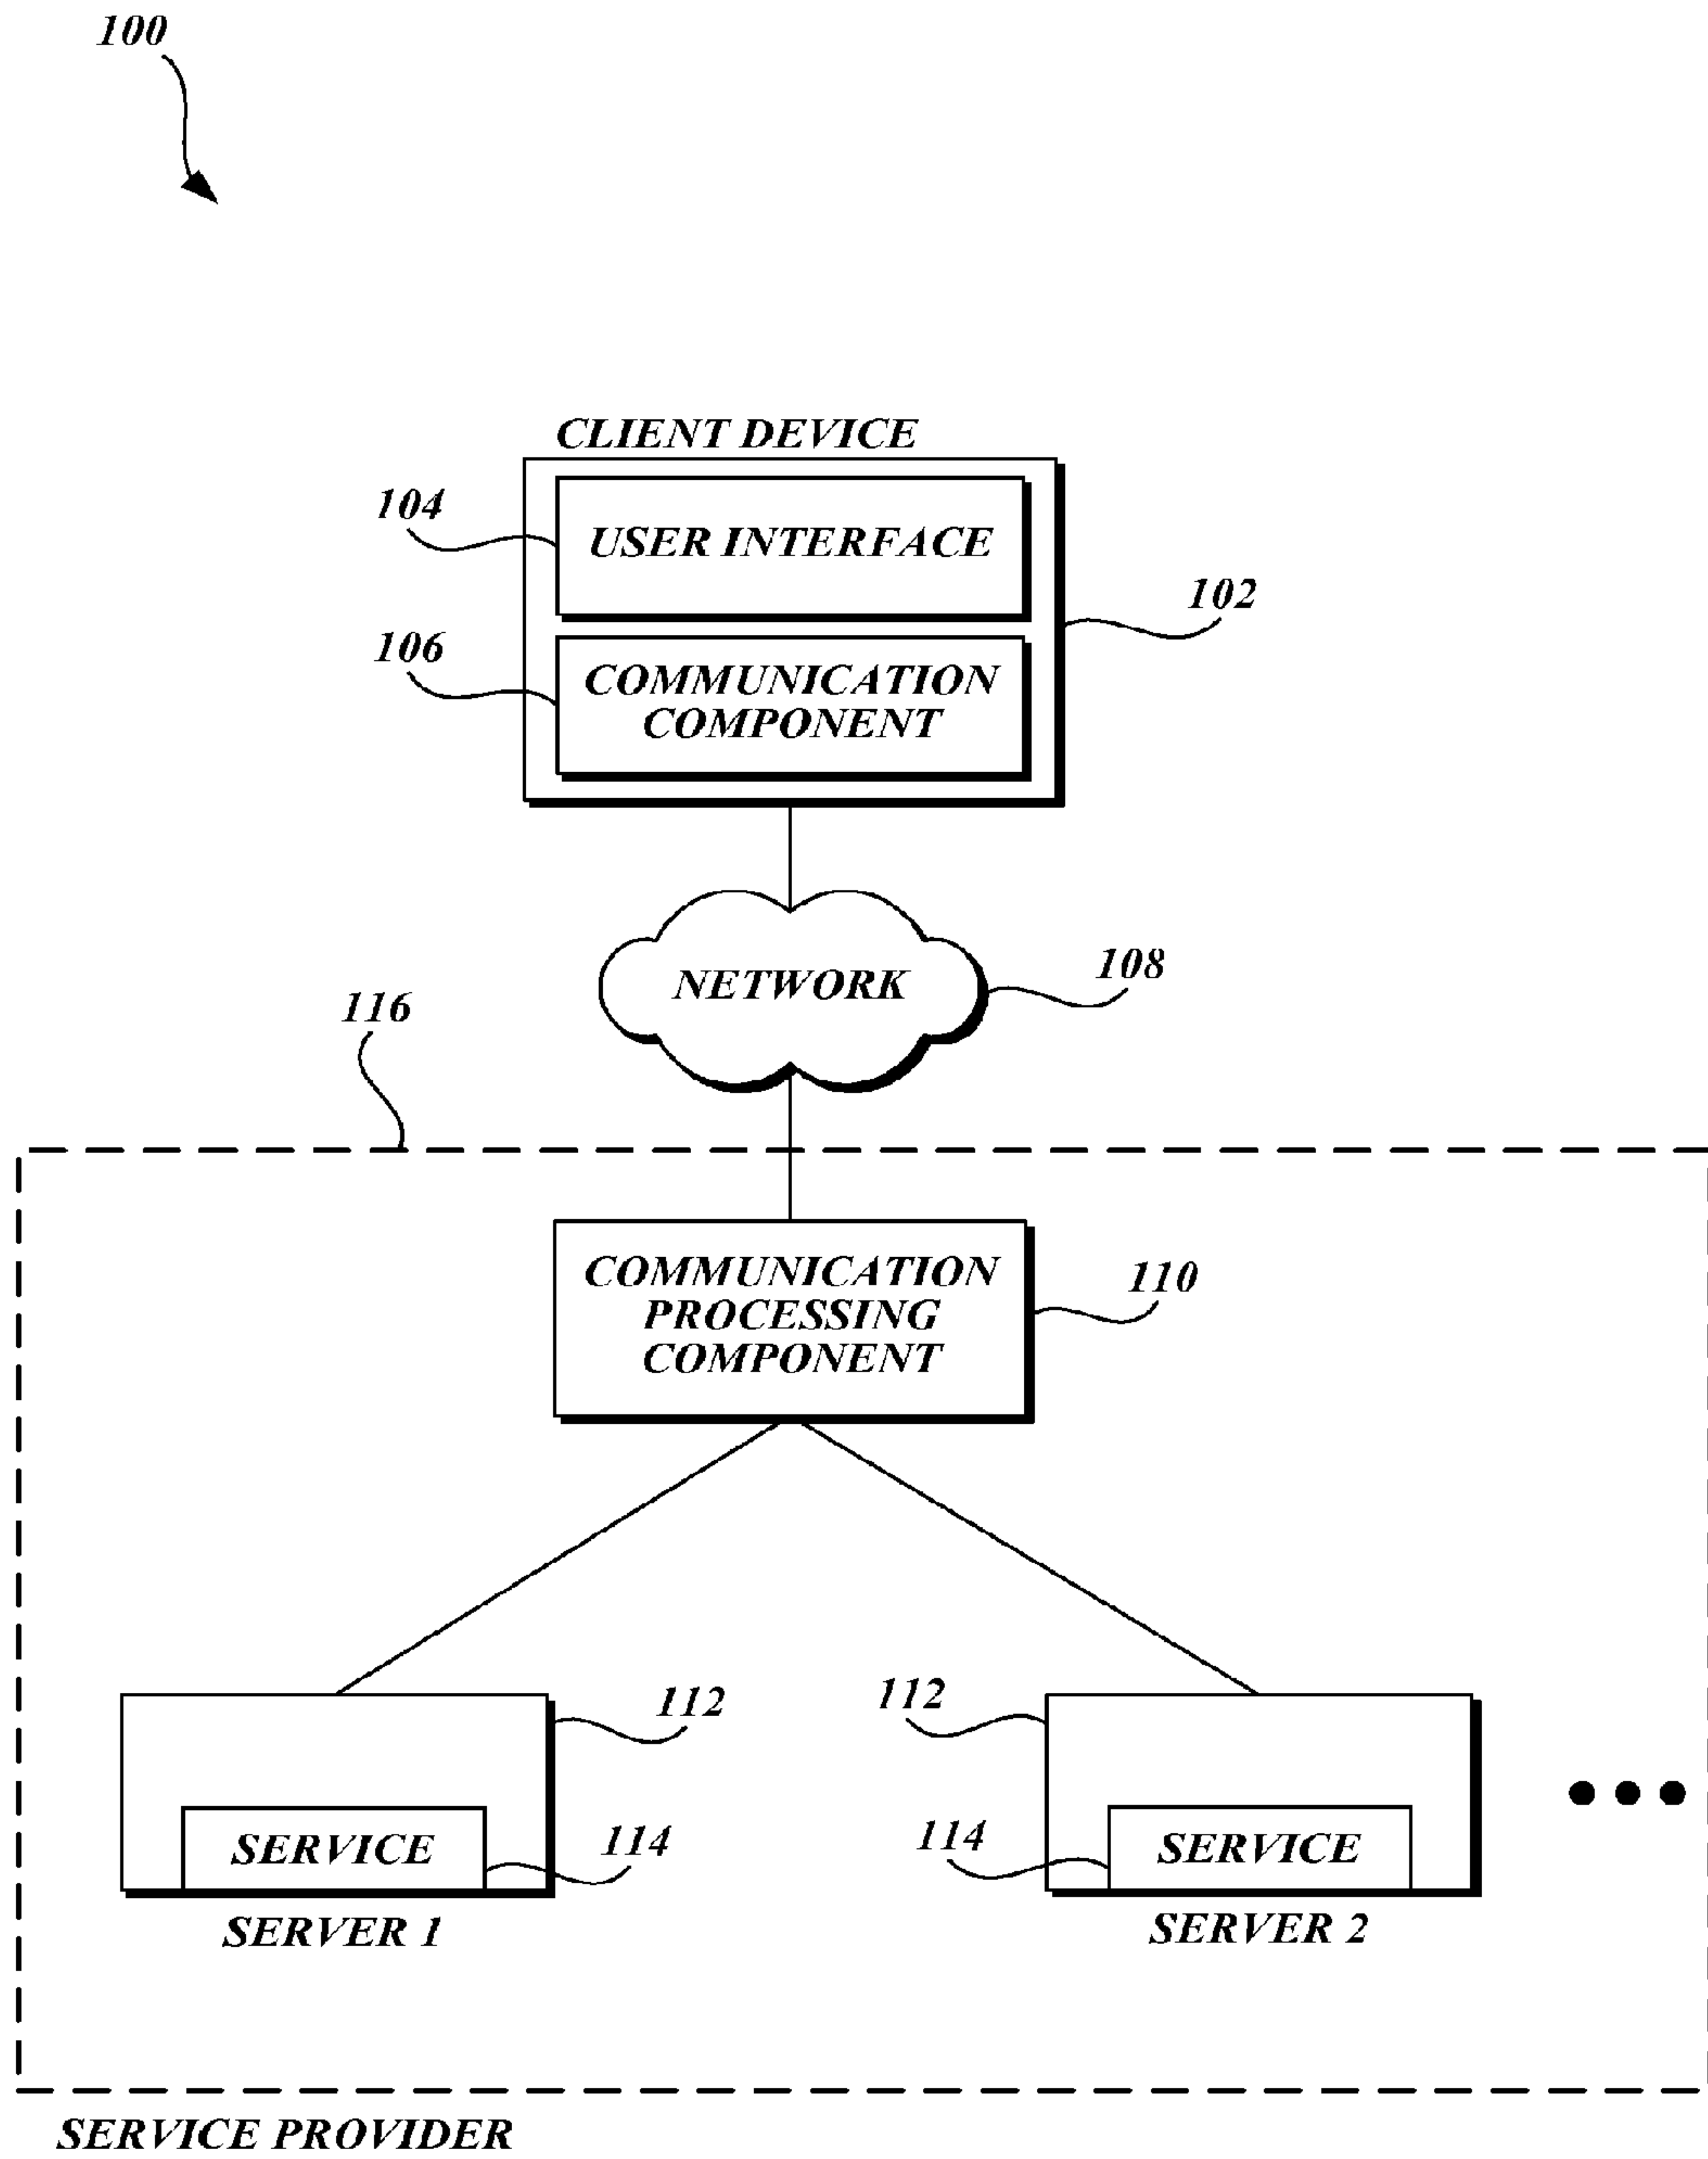 100
CLIENT DEVICE
104
USER INTERFACE
102
106
COMMUNICATION
COMPONENT
NETWORK
108
116
COMMUNICATION
PROCESSING
COMPONENT
110
112
112
SERVICE
114
114
SERVICE
SERVER 1
SERVER 2
SERVICE PROVIDER